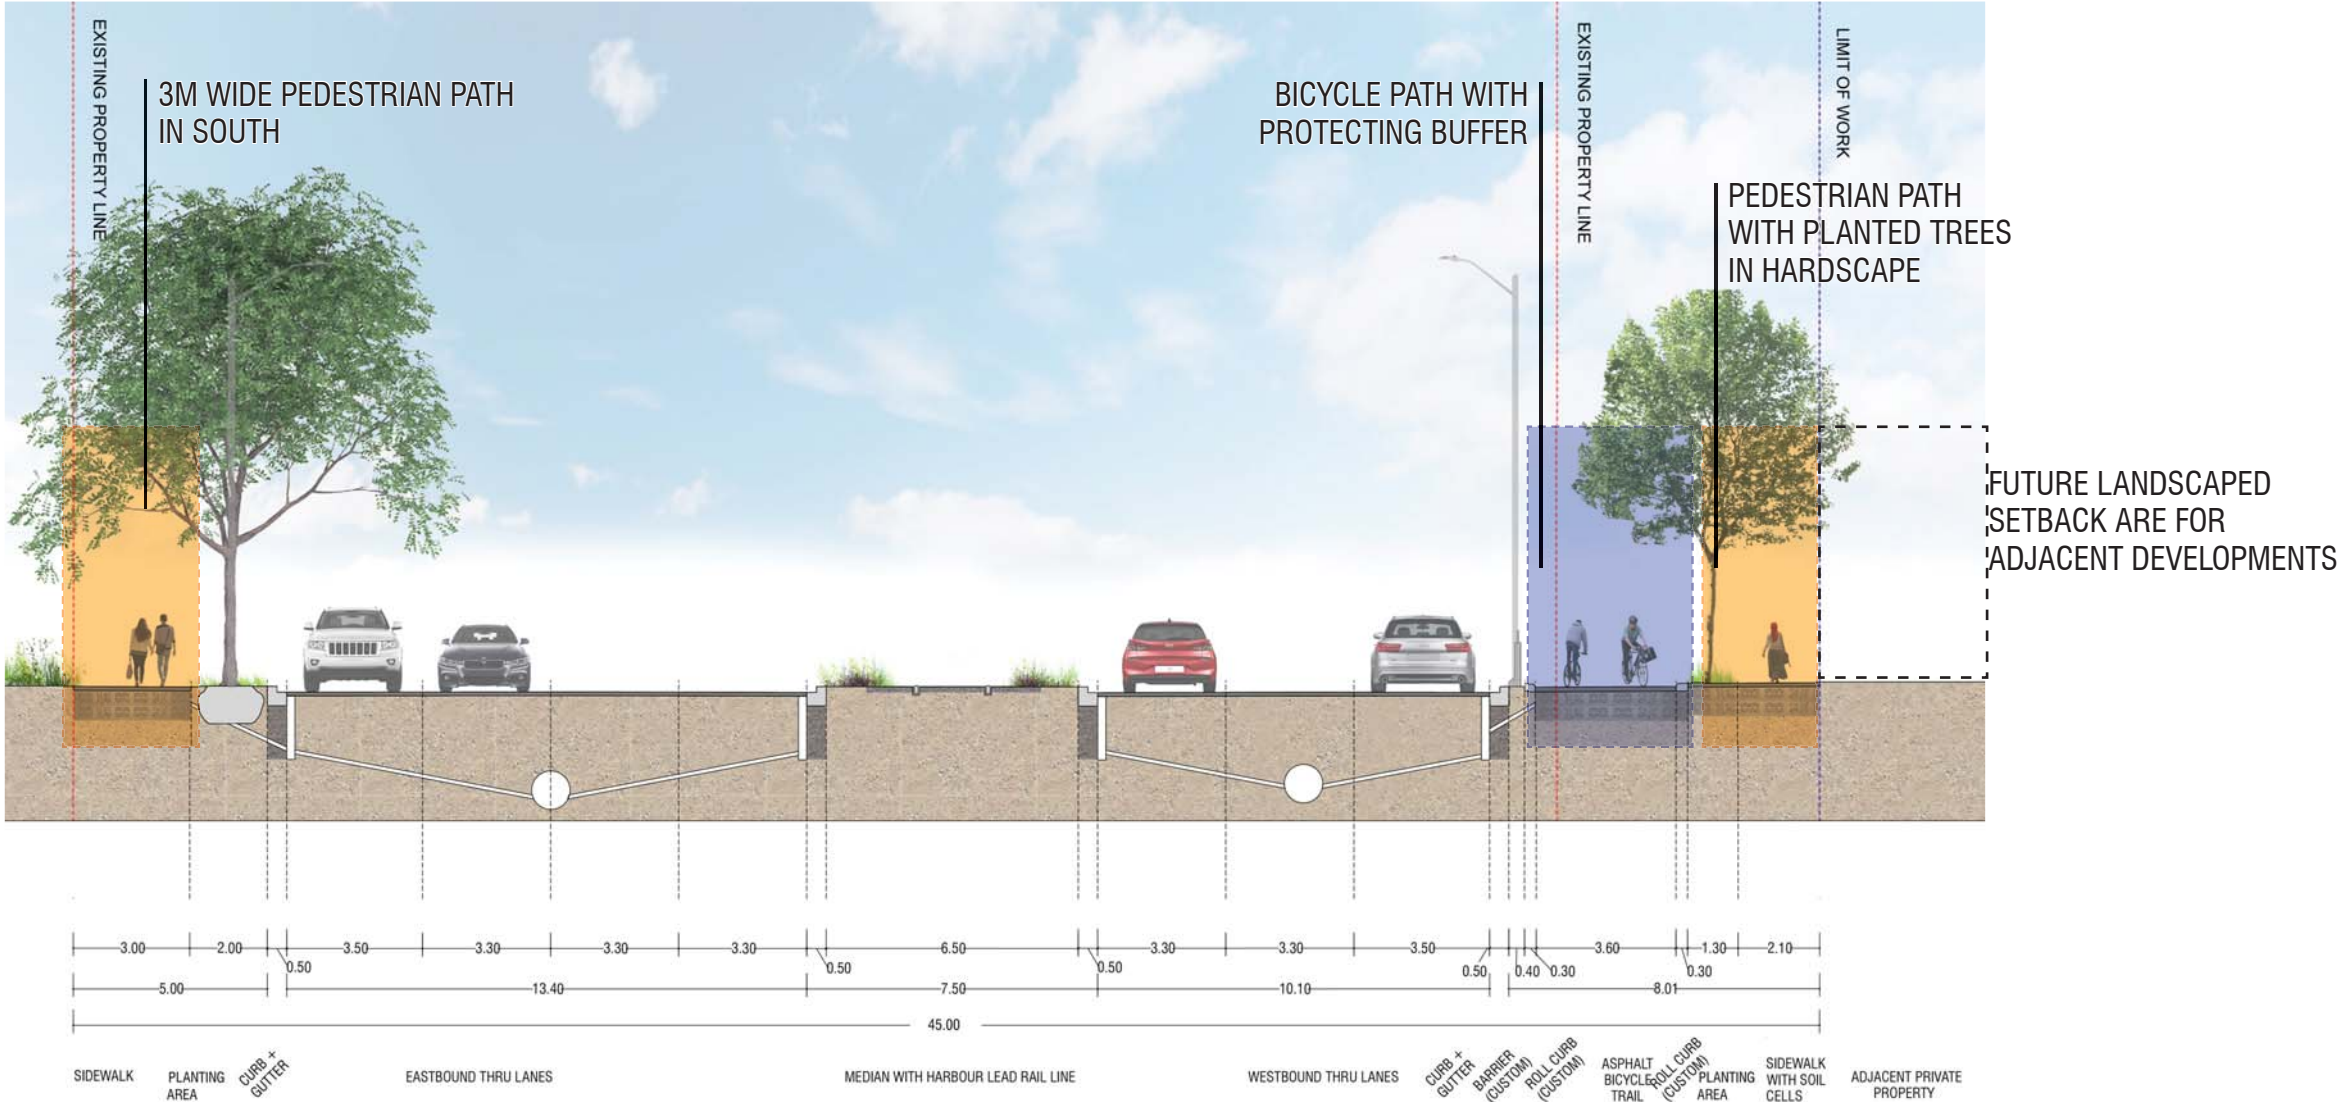 EXISTING PROPERTY LINE
3M WIDE PEDESTRIAN PATH
IN SOUTH
BICYCLE PATH WITH
PROTECTING BUFFER
EXISTING PROPERTY LINE
LIMIT OF WORK
PEDESTRIAN PATH
WITH PLANTED TREES
IN HARDSCAPE
FUTURE LANDSCAPED
SETBACK ARE FOR
ADJACENT DEVELOPMENTS
3.00 2.00 3.50 3.30 3.30 3.30 6.50 3.30 3.30 3.50 3.60 1.30 2.10
0.50 0.50 0.50 0.50 0.40 0.30 0.30
5.00 13.40 7.50 10.10 8.01
45.00
SIDEWALK
PLANTING
AREA
CURB +
GUTTER
EASTBOUND THRU LANES
MEDIAN WITH HARBOUR LEAD RAIL LINE
WESTBOUND THRU LANES
CURB +
GUTTER
BARRIER
(CUSTOM)
ROLL CURB
(CUSTOM)
ASPHALT
BICYCLE
TRAIL
ROLL CURB
(CUSTOM)
PLANTING
AREA
SIDEWALK
WITH SOIL
CELLS
ADJACENT PRIVATE
PROPERTY